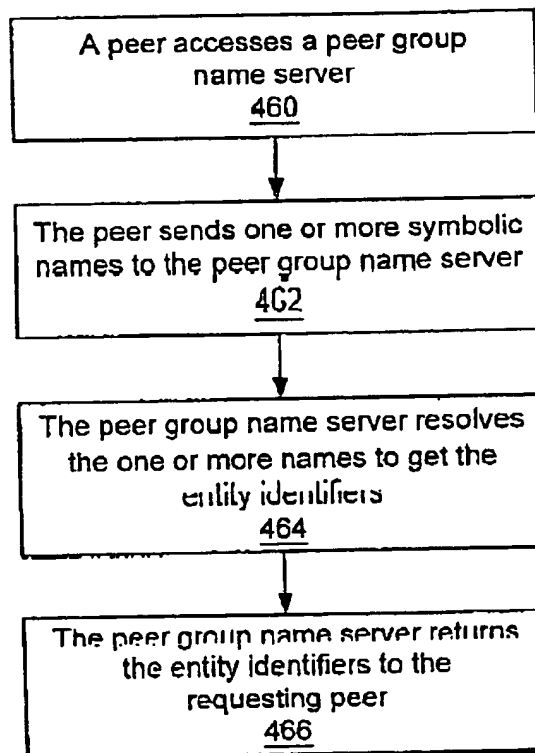 A peer accesses a peer group
name server
460
The peer sends one or more symbolic
names to the peer group name server
462
The peer group name server resolves
the one or more names to get the
entity identifiers
464
The peer group name server returns
the entity identifiers to the
requesting peer
466